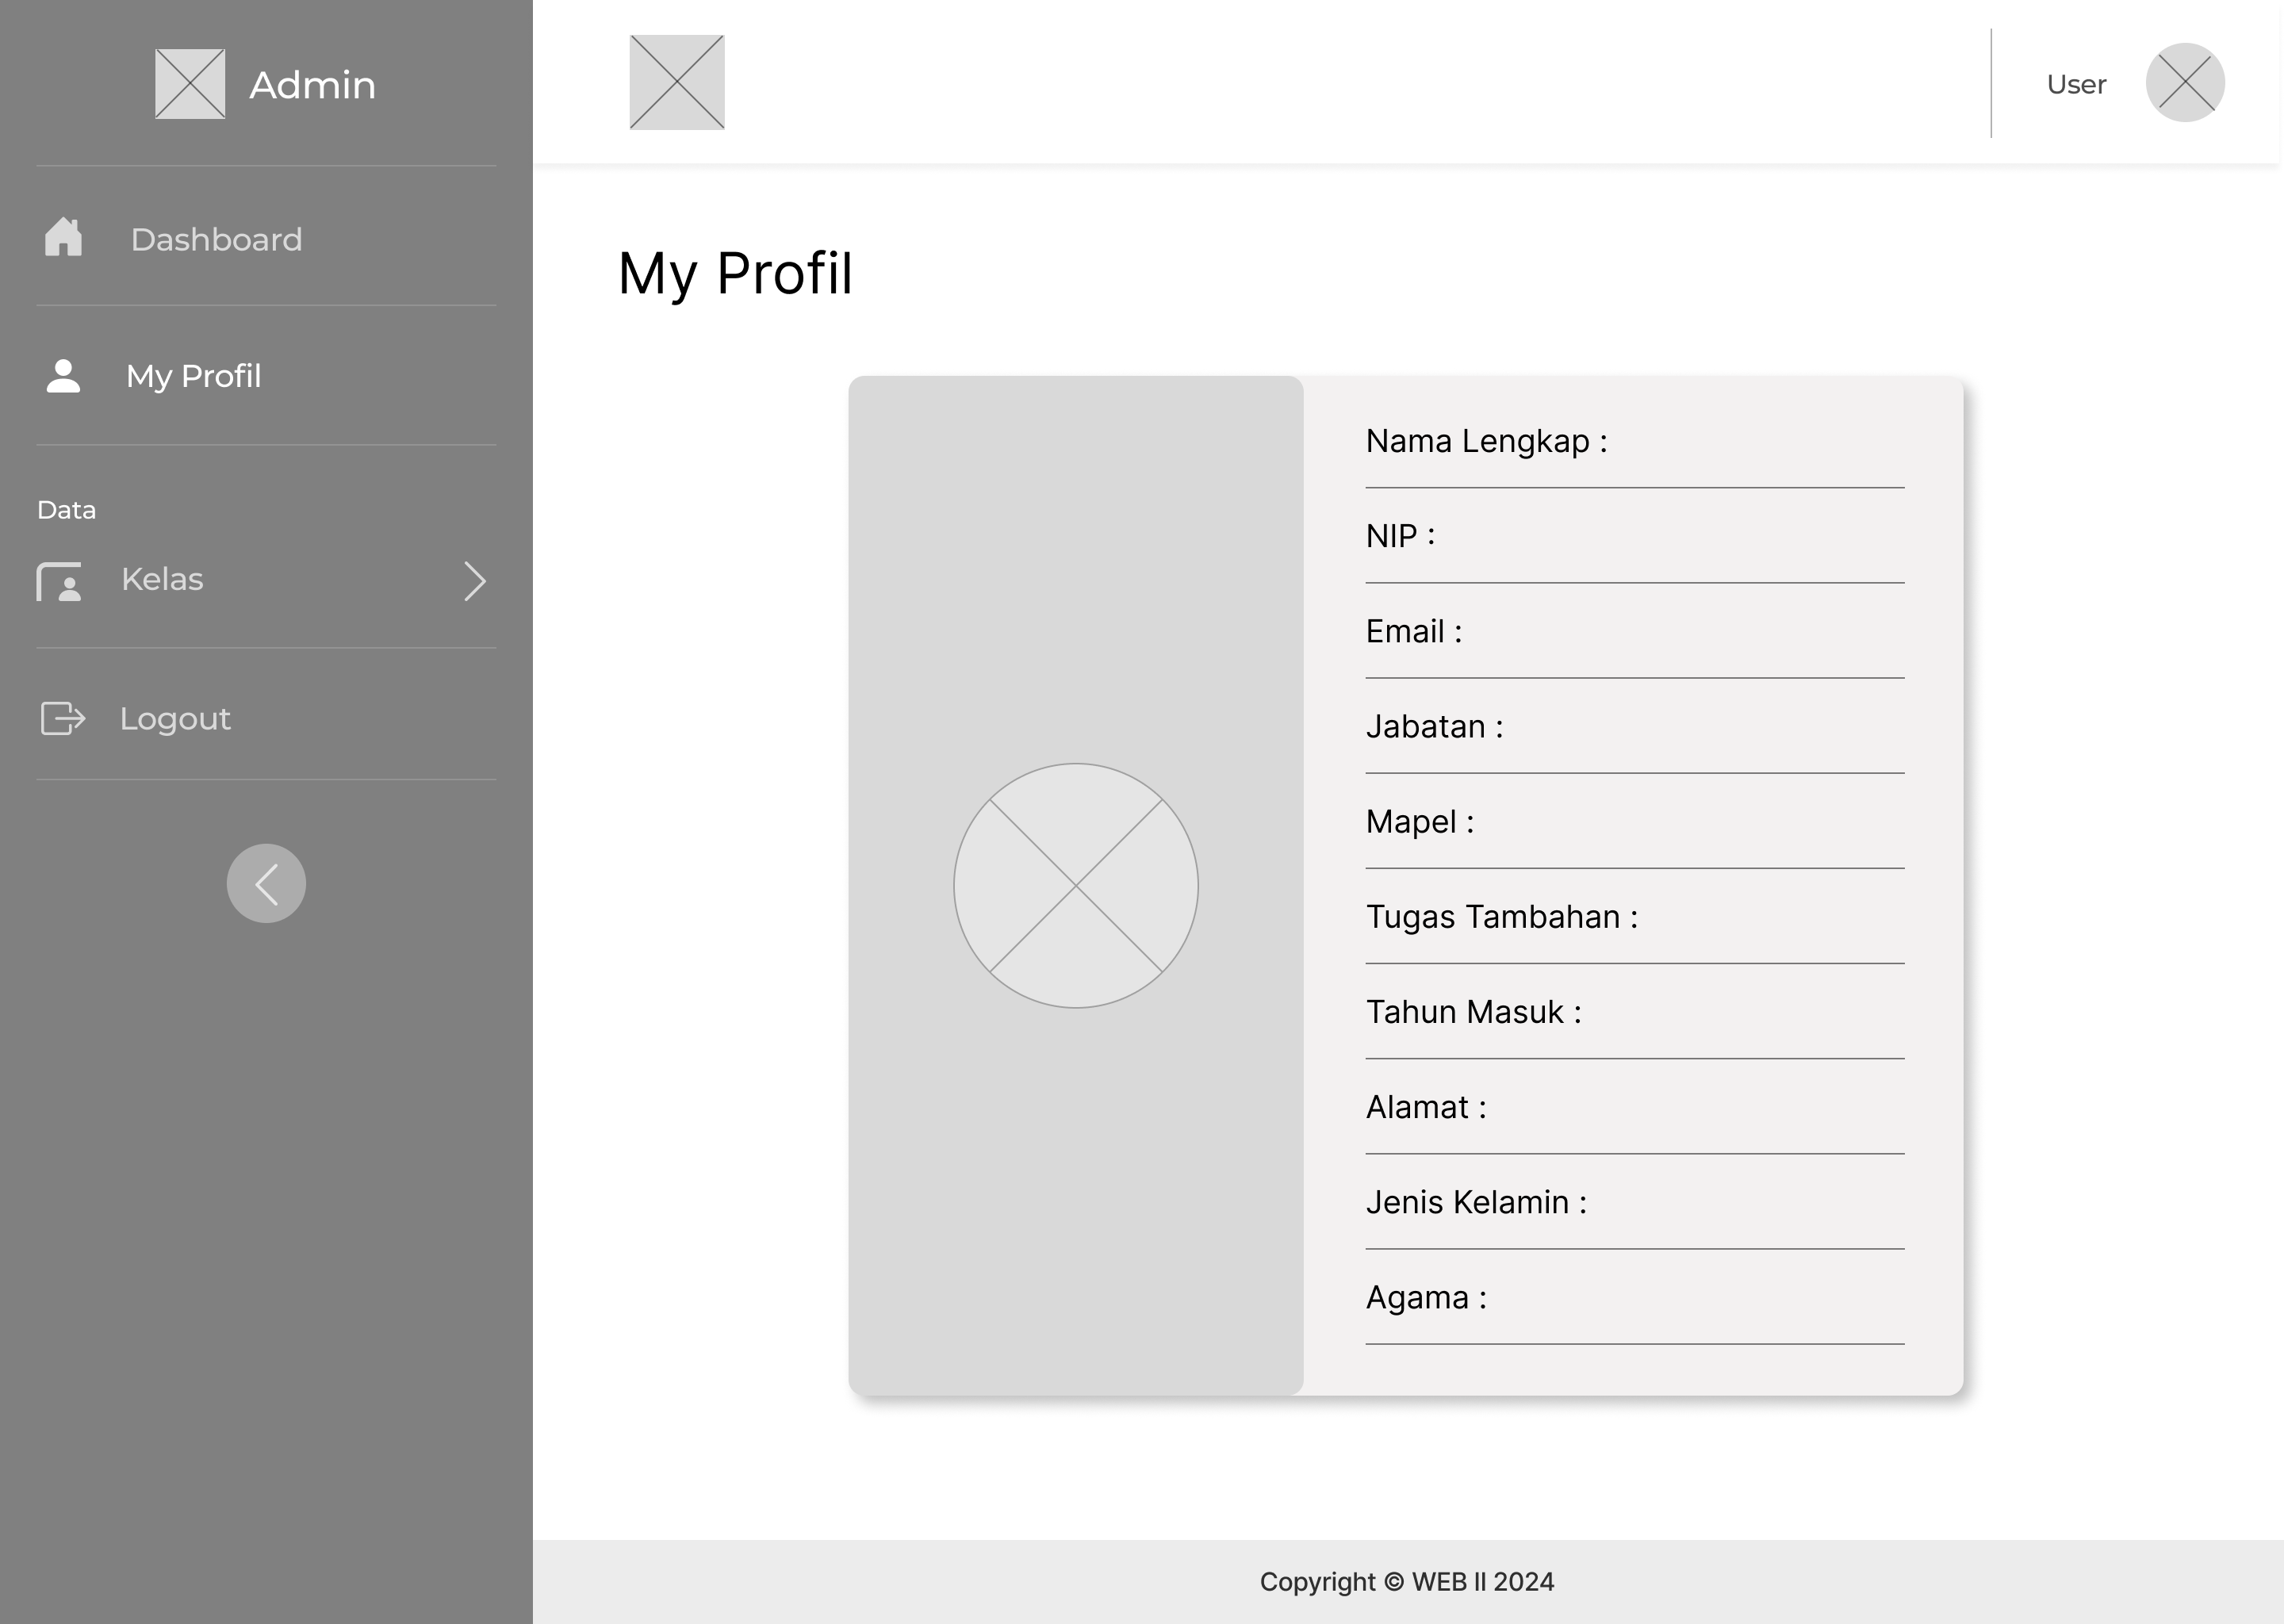 Admin
User
Dashboard
My Profil
Data
Kelas
Logout
My Profil
Nama Lengkap :
NIP :
Email :
Jabatan :
Mapel :
Tugas Tambahan :
Tahun Masuk :
Alamat :
Jenis Kelamin :
Agama :
Copyright © WEB II 2024